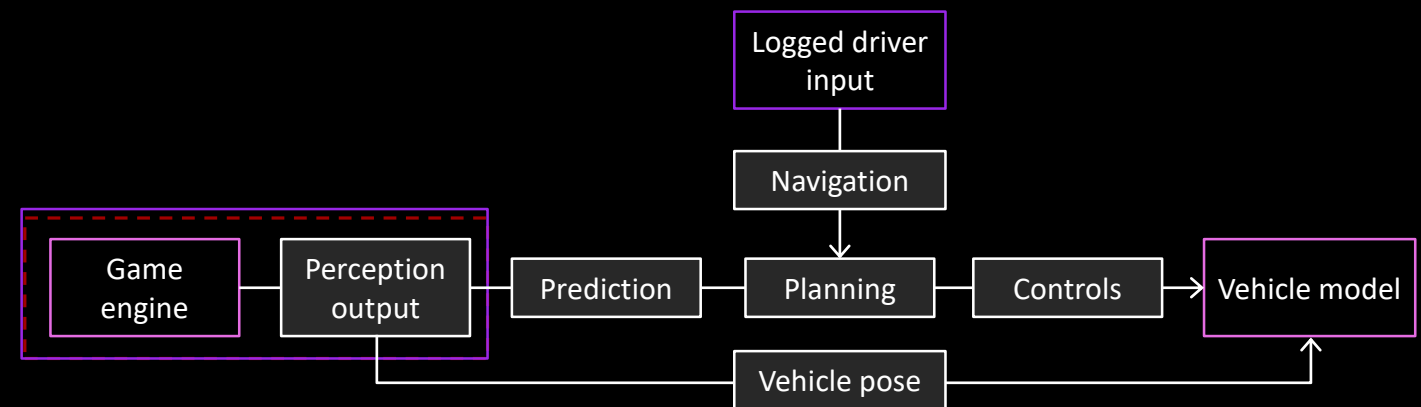 Logged driver
input
Navigation
Game
engine
Perception
output
Prediction
Planning
Controls
Vehicle model
Vehicle pose